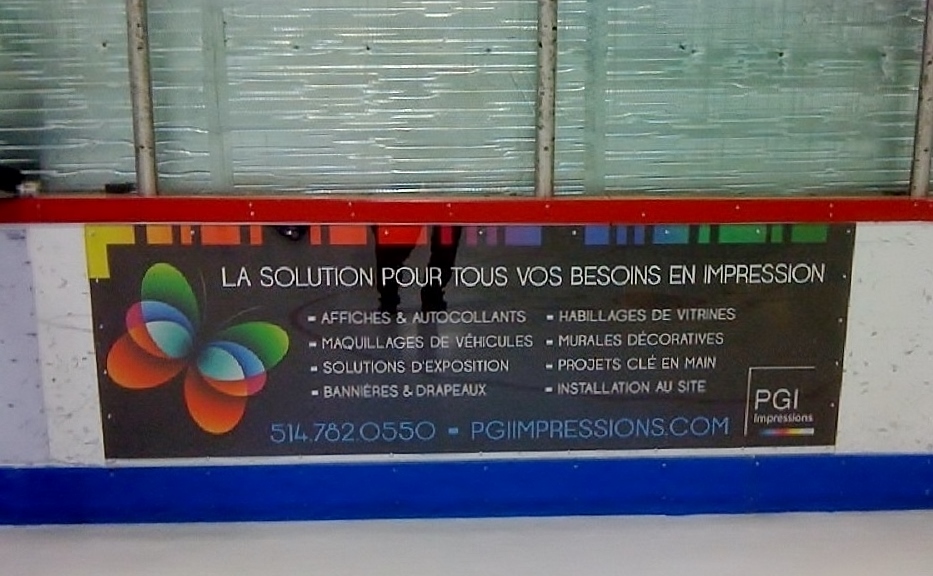 LA SOLUTION POUR TOUS VOS BESOINS EN IMPRESSION
- AFFICHES & AUTOCOLLANTS
- MAQUILLAGES DE VÉHICULES
- SOLUTIONS D'EXPOSITION
- BANNIÈRES & DRAPEAUX
- HABILLAGES DE VITRINES
- MURALES DÉCORATIVES
- PROJETS CLÉ EN MAIN
- INSTALLATION AU SITE
514.782.0550 - PGIIMPRESSIONS.COM
PGI
Impressions